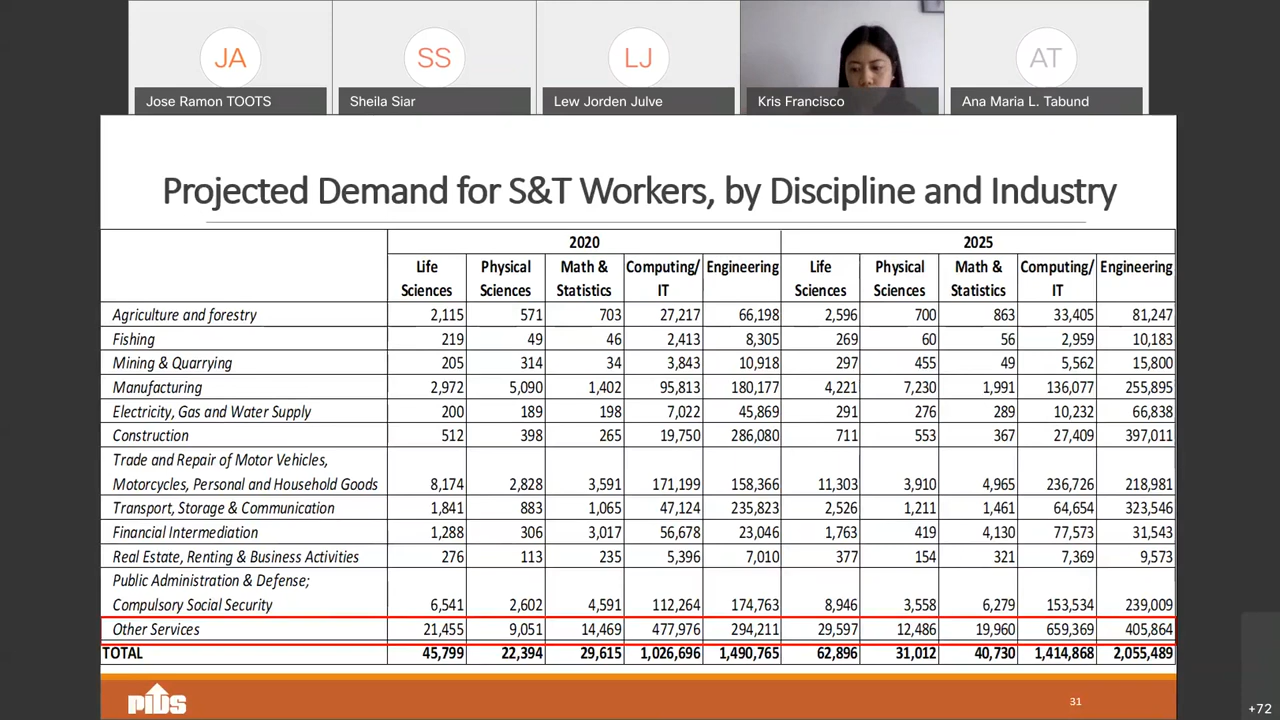 JA
SS
LJ
AT
Jose Ramon TOOTS
Sheila Siar
Lew Jorden Julve
Kris Francisco
Ana Maria L. Tabund
Projected Demand for S&T Workers, by Discipline and Industry
2020 2025
Life Sciences Physical Sciences Math & Statistics Computing/ IT Engineering Life Sciences Physical Sciences Math & Statistics Computing/ IT Engineering
Agriculture and forestry 2,115 571 703 27,217 66,198 2,596 700 863 33,405 81,247
Fishing 219 49 46 2,413 8,305 269 60 56 2,959 10,183
Mining & Quarrying 205 314 34 3,843 10,918 297 455 49 5,562 15,800
Manufacturing 2,972 5,090 1,402 95,813 180,177 4,221 7,230 1,991 136,077 255,895
Electricity, Gas and Water Supply 200 189 198 7,022 45,869 291 276 289 10,232 66,838
Construction 512 398 265 19,750 286,080 711 553 367 27,409 397,011
Trade and Repair of Motor Vehicles,
Motorcycles, Personal and Household Goods 8,174 2,828 3,591 171,199 158,366 11,303 3,910 4,965 236,726 218,981
Transport, Storage & Communication 1,841 883 1,065 47,124 235,823 2,526 1,211 1,461 64,654 323,546
Financial Intermediation 1,288 306 3,017 56,678 23,046 1,763 419 4,130 77,573 31,543
Real Estate, Renting & Business Activities 276 113 235 5,396 7,010 377 154 321 7,369 9,573
Public Administration & Defense;
Compulsory Social Security 6,541 2,602 4,591 112,264 174,763 8,946 3,558 6,279 153,534 239,009
Other Services 21,455 9,051 14,469 477,976 294,211 29,597 12,486 19,960 659,369 405,864
TOTAL 45,799 22,394 29,615 1,026,696 1,490,765 62,896 31,012 40,730 1,414,868 2,055,489
PIDS
31
+72